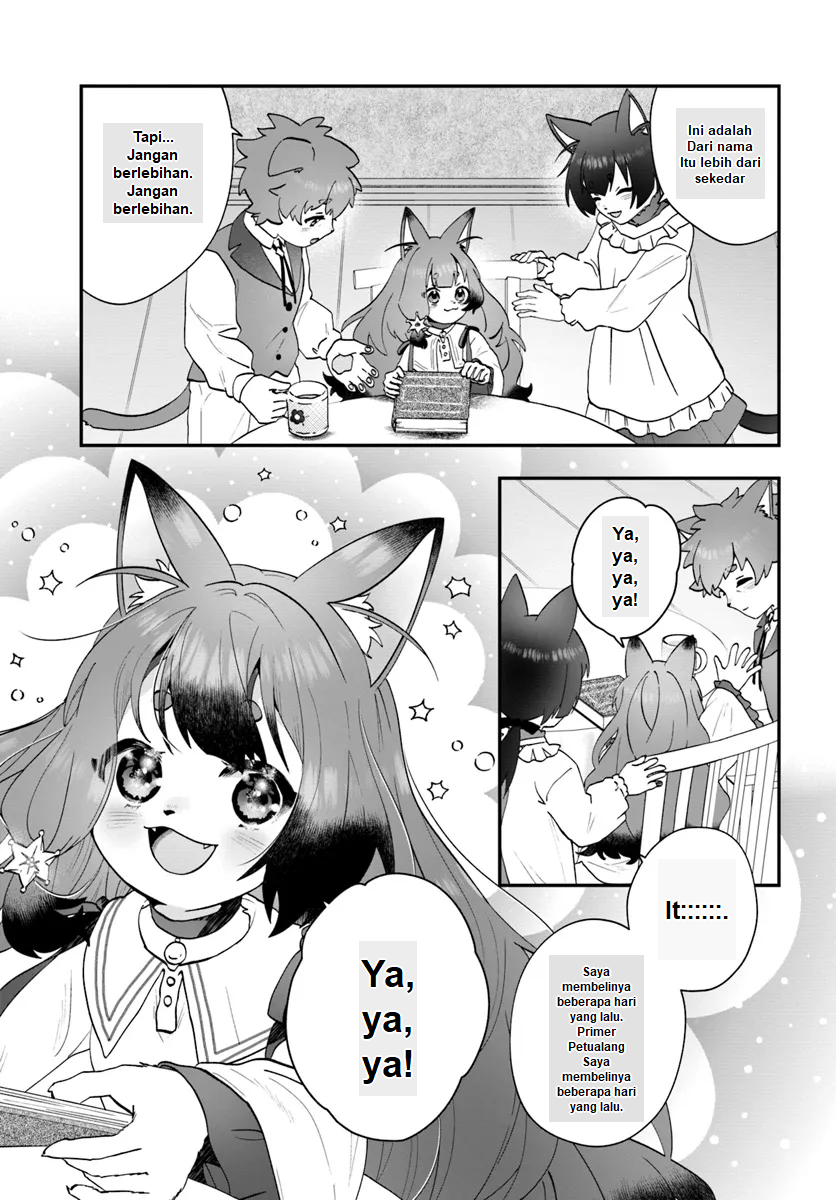 Ini adalah
Dari nama
Itu lebih dari
sekedar
Tapi...
Jangan
berlebihan.
Jangan
berlebihan.
Ya,
ya,
ya,
ya!
It::::::.
Saya
membelinya
beberapa hari
yang lalu.
Primer
Petualang
Saya
membelinya
beberapa hari
yang lalu.
Ya,
ya,
ya!